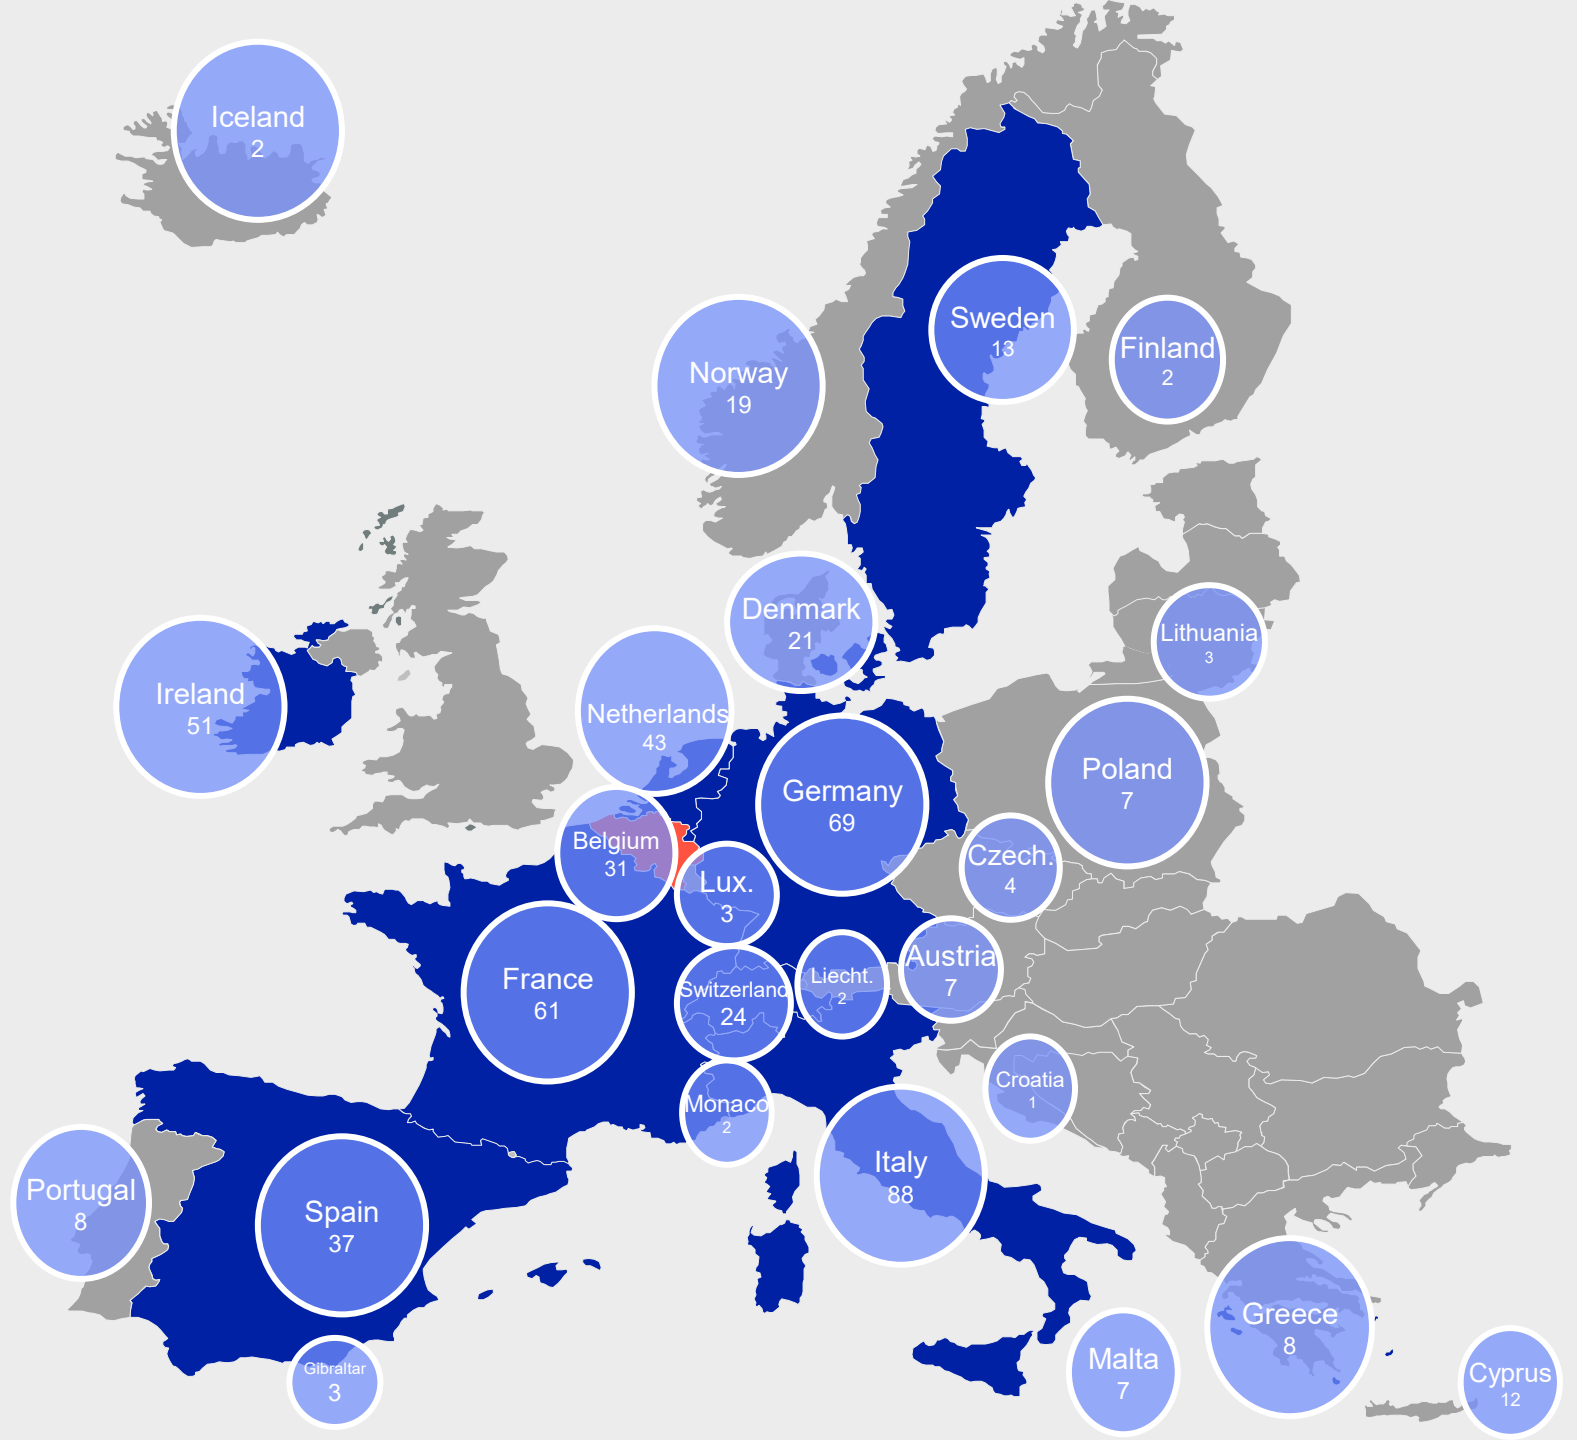 Iceland
2
Sweden
13
Finland
2
Norway
19
Denmark
21
Lithuania
3
Ireland
51
Netherlands
43
Poland
7
Germany
69
Belgium
31
Czech.
4
Lux.
3
France
61
Switzerland
24
Liecht.
2
Austria
7
Croatia
1
Monaco
2
Portugal
8
Spain
37
Italy
88
Greece
8
Gibraltar
3
Malta
7
Cyprus
12